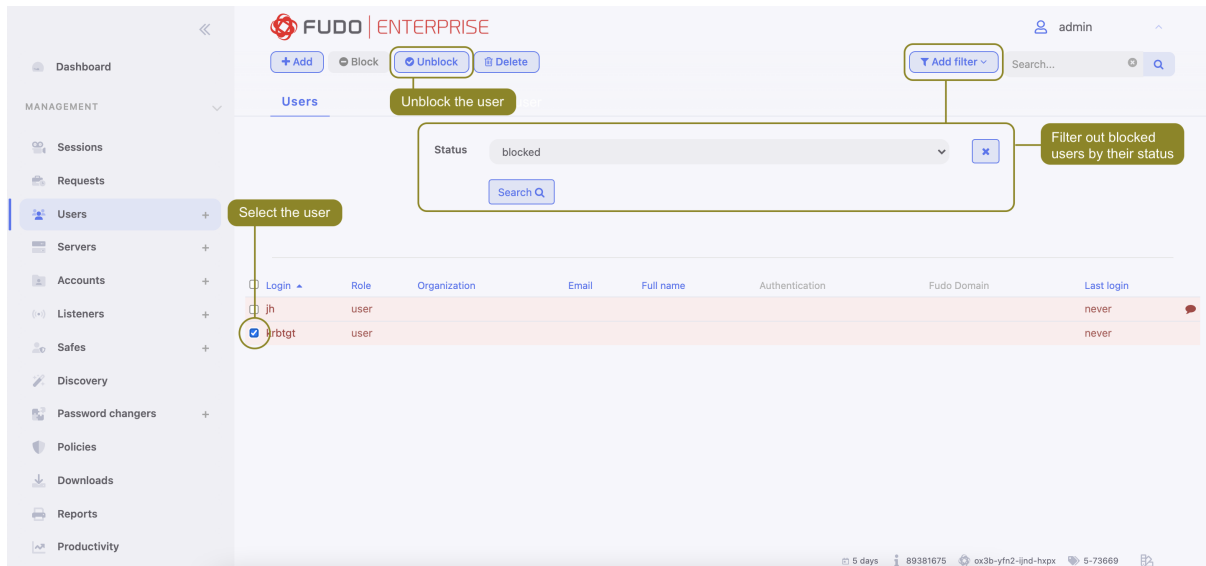 FUDO ENTERPRISE
admin
Dashboard
+ Add
Block
Unblock
Delete
Add filter
Search...
MANAGEMENT
Users
Unblock the user
Sessions
Status
blocked
Filter out blocked
users by their status
Requests
Search
Users +
Select the user
Servers +
Accounts +
Login Role Organization Email Full name Authentication Fudo Domain Last login
jh user never
Listeners +
krbtgt user never
Safes +
Discovery
Password changers +
Policies
Downloads
Reports
Productivity
5 days 89381675 ox3b-yfn2-ijnd-hxpx 5-73669